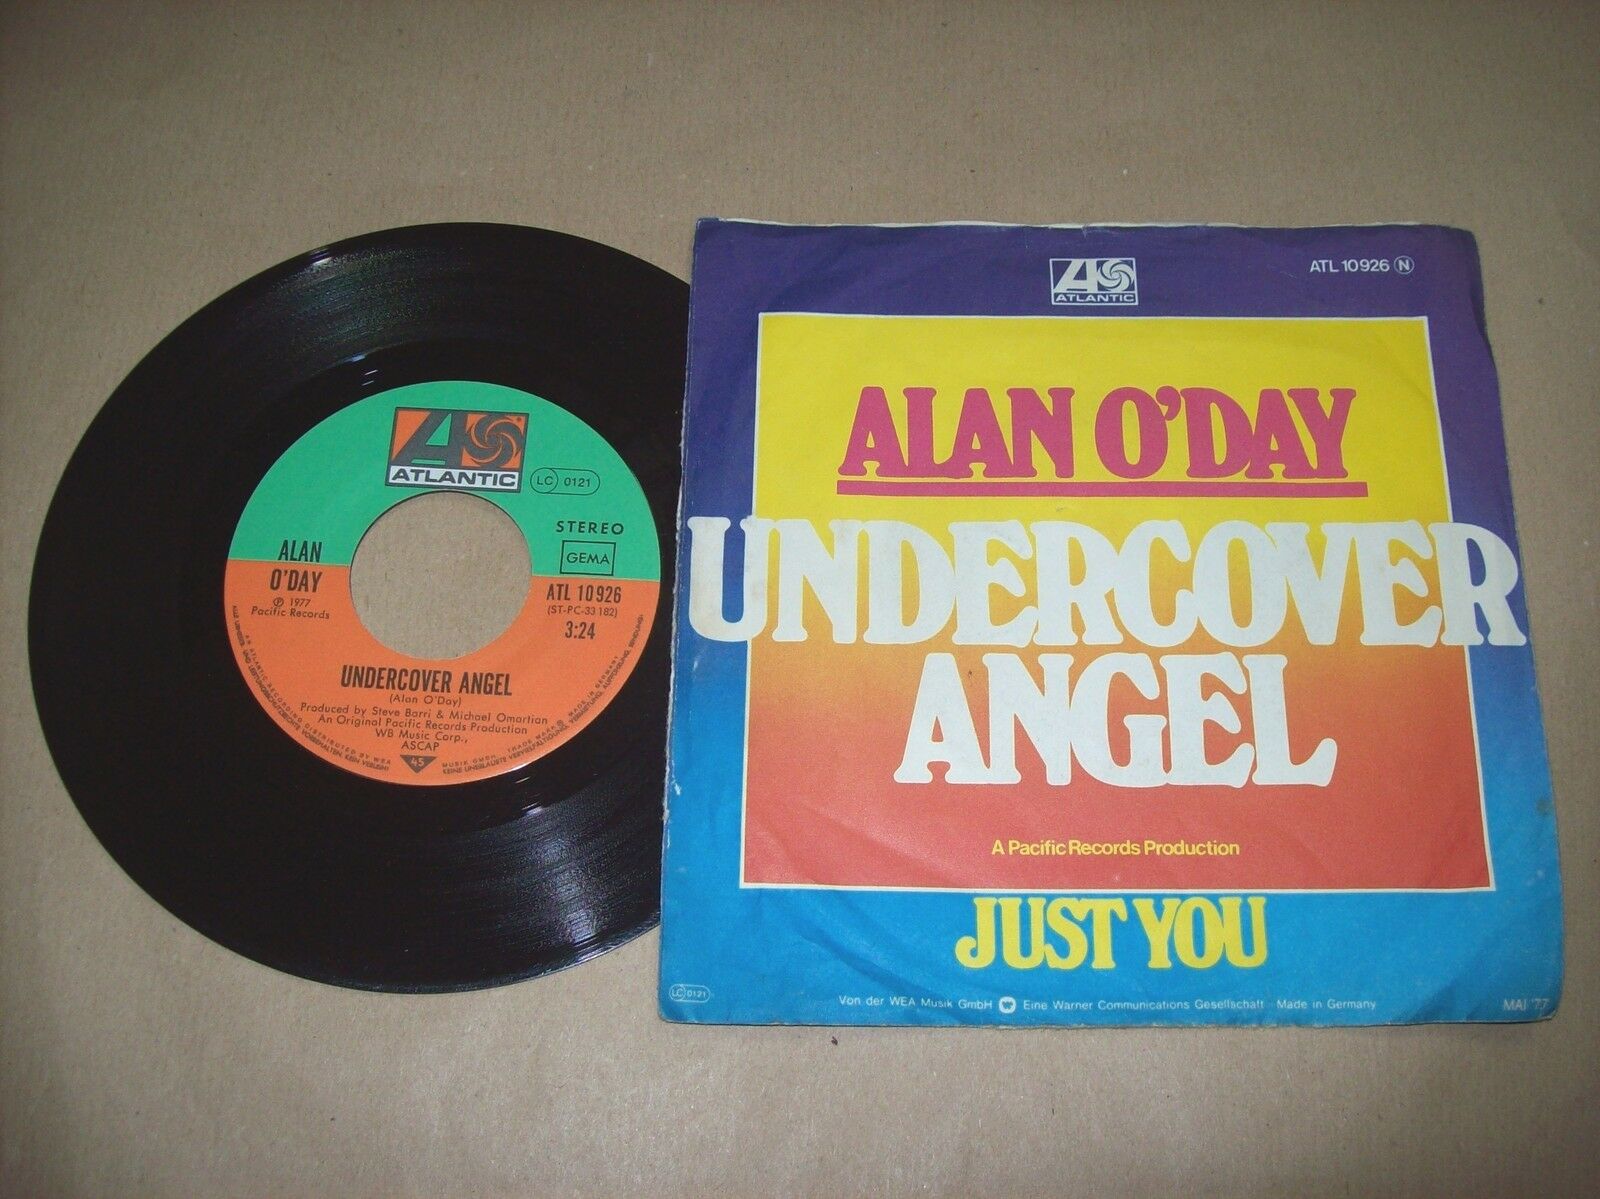 ATLANTIC
LC 0121
STEREO
GEMA
ALAN
O'DAY
℗ 1977
Pacific Records
ATL 10 926
(ST-PC-33 182)
3:24
UNDERCOVER ANGEL
(Alan O'Day)
Produced by Steve Barri & Michael Omartian
An Original Pacific Records Production
WB Music Corp.,
ASCAP
45
ATLANTIC
ATL 10926 N
ALAN O'DAY
UNDERCOVER
ANGEL
A Pacific Records Production
JUST YOU
LC 0121
Von der WEA Musik GmbH Eine Warner Communications Gesellschaft · Made in Germany
MAI '77